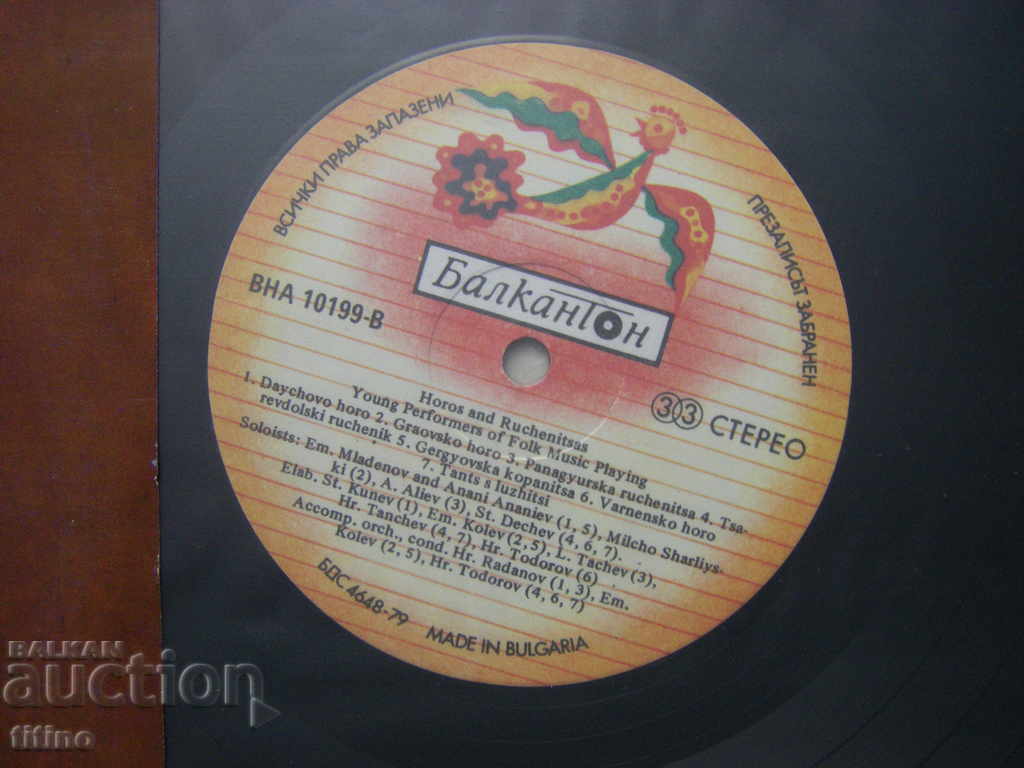 ВСИЧКИ ПРАВА ЗАПАЗЕНИ
ПРЕЗАПИСЪТ ЗАБРАНЕН
Балкантон
ВНА 10199-В
33 СТЕРЕО
Horos and Ruchenitsas
Young Performers of Folk Music Playing
1. Daychovo horo 2. Graovsko horo 3. Panagyurska ruchenitsa 4. Tsa-
revdolski ruchenik 5. Gergyovska kopanitsa 6. Varnensko horo
7. Tants s luzhitsi
Soloists: Em. Mladenov and Anani Ananiev (1, 5), Milcho Sharliys-
ki (2), A. Aliev (3), St. Dechev (4, 6, 7).
Elab. St. Kunev (1), Em. Kolev (2,5), L. Tachev (3),
Hr. Tanchev (4, 7), Hr. Todorov (6)
Accomp. orch., cond. Hr. Radanov (1, 3), Em.
Kolev (2, 5), Hr. Todorov (4, 6, 7)
БДС 4648-79
MADE IN BULGARIA
BALKAN
auction
titino